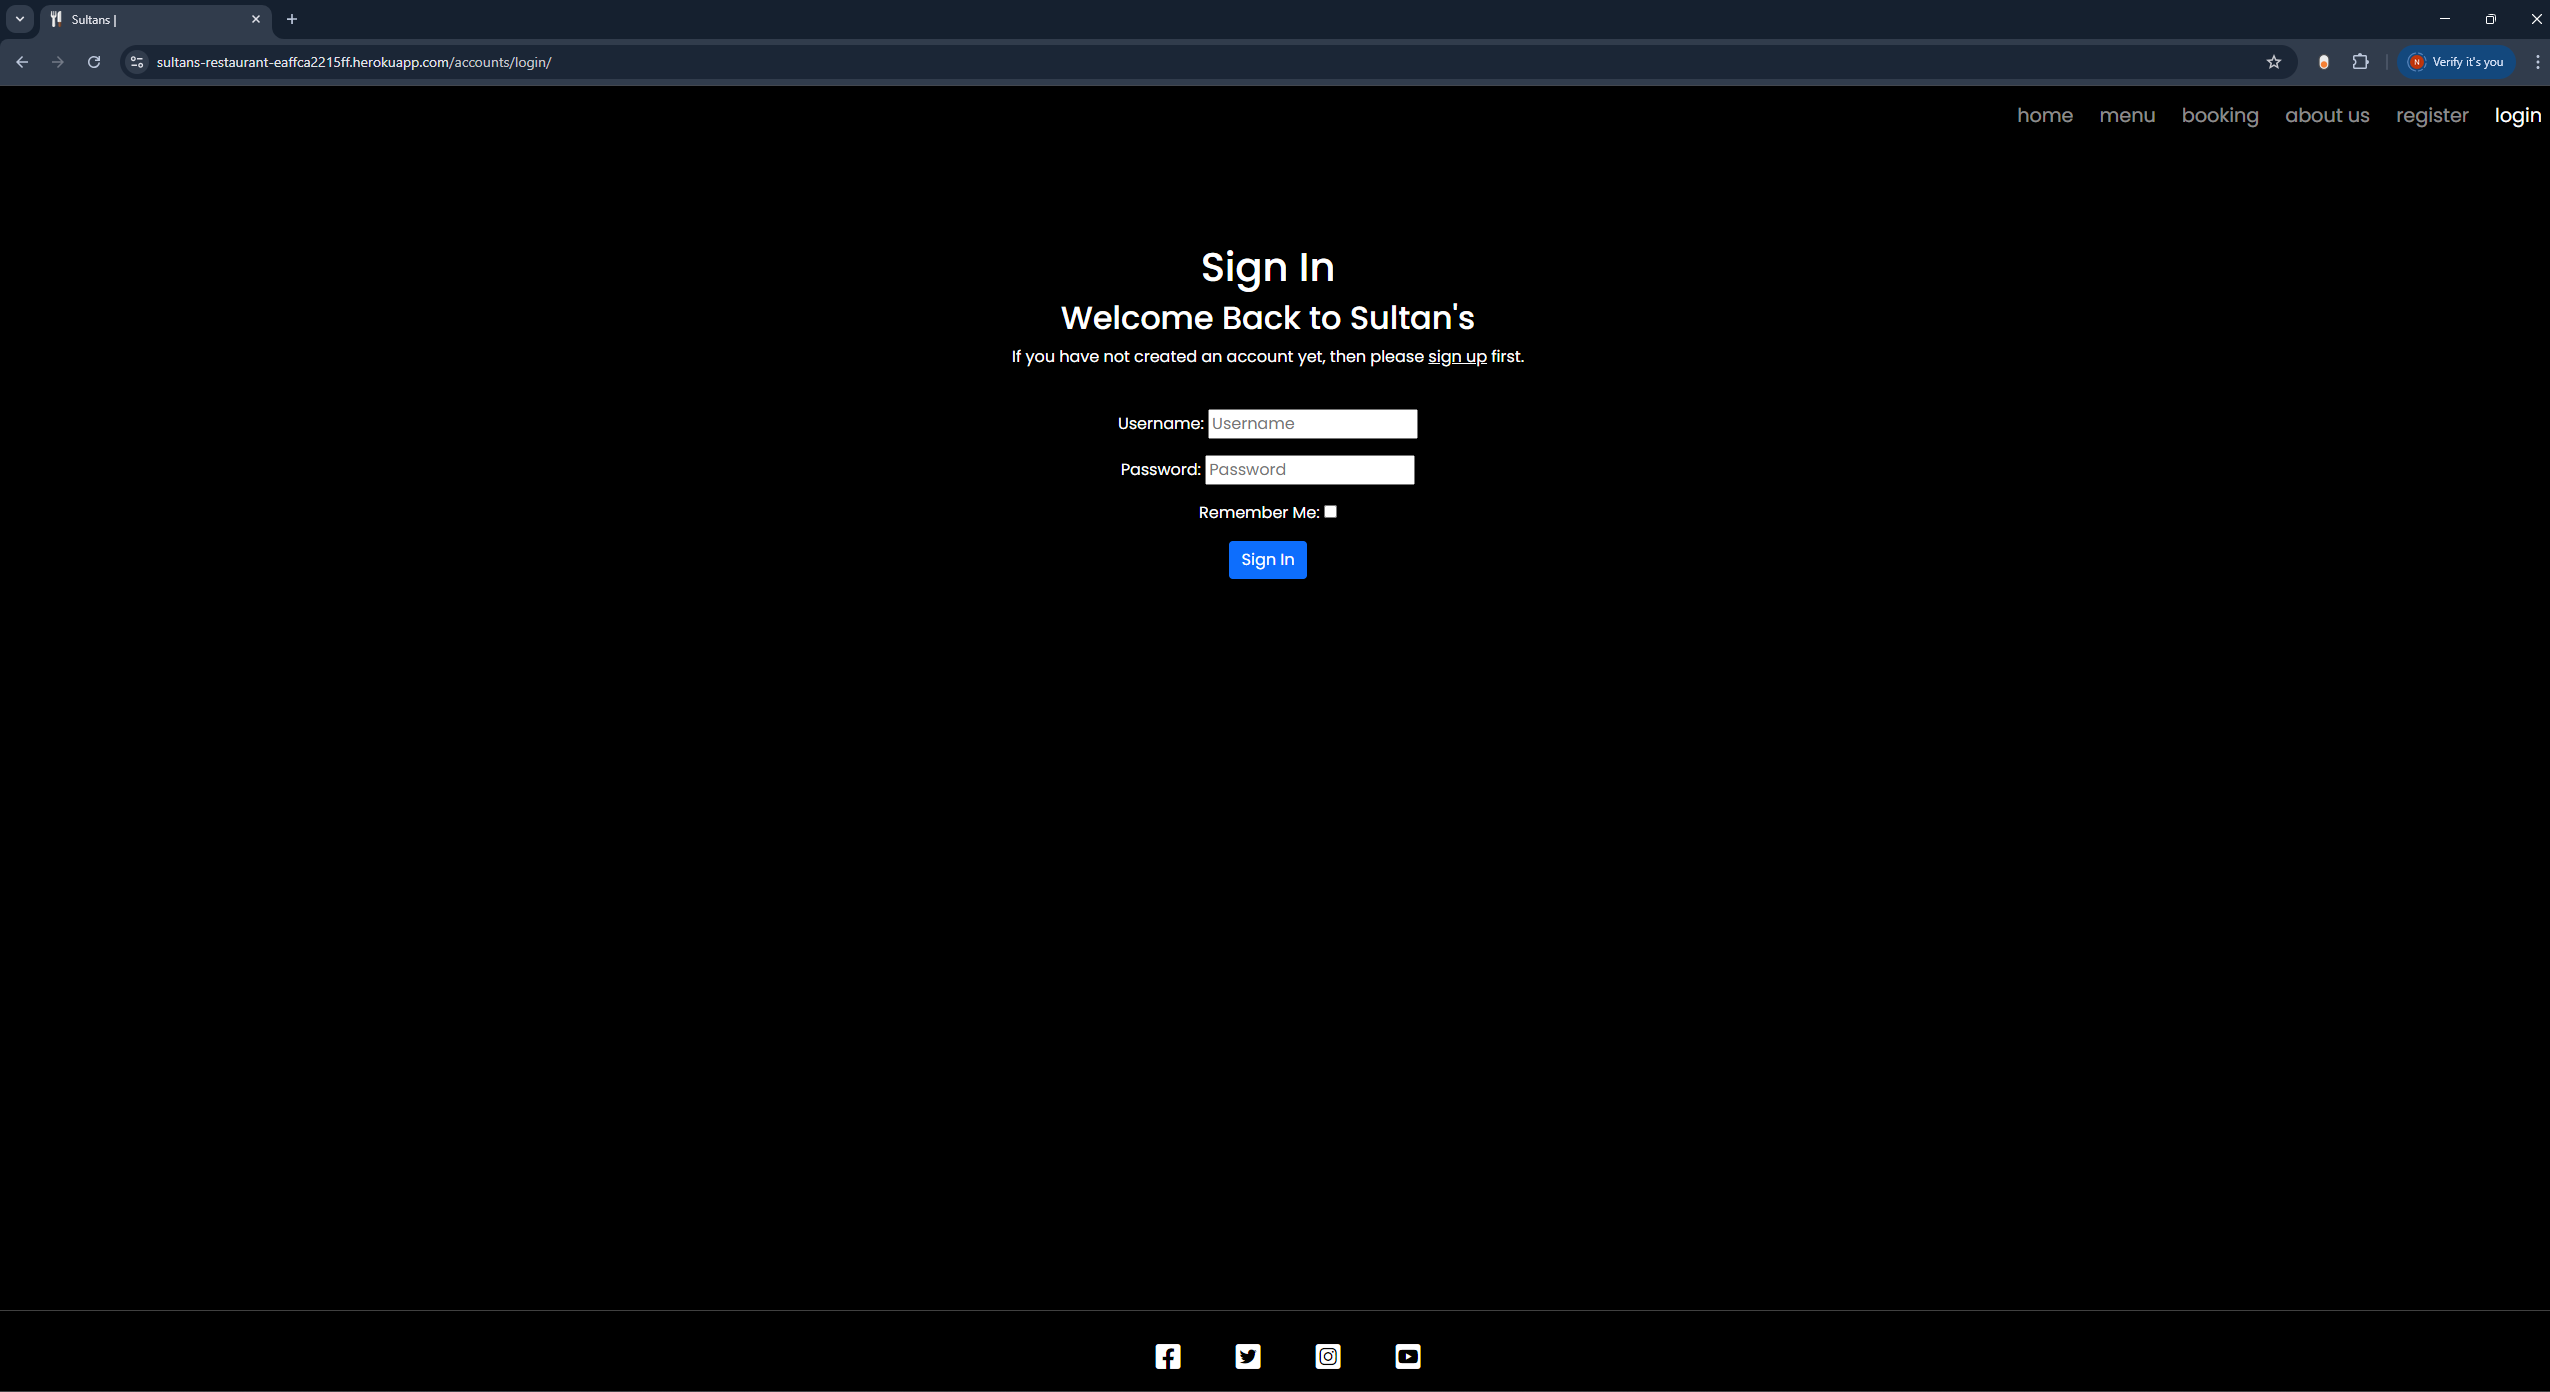 Sultans |
sultans-restaurant-eaffca2215ff.herokuapp.com/accounts/login/
N Verify it's you
home menu booking about us register login
Sign In
Welcome Back to Sultan's
If you have not created an account yet, then please sign up first.
Username: Username
Password: Password
Remember Me:
Sign In